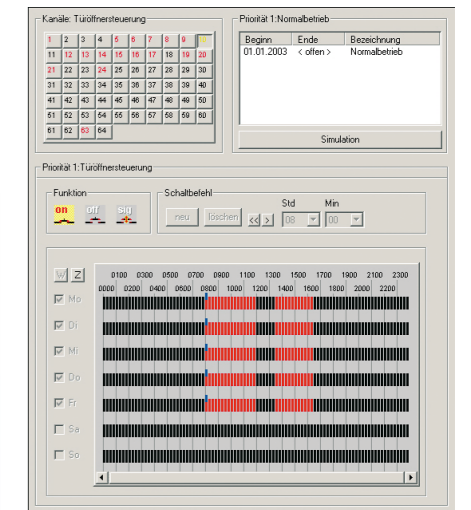 Kanäle: Türöffnersteuerung
1 2 3 4 5 6 7 8 9
11 12 13 14 15 16 17 18 19 20
21 22 23 24 25 26 27 28 29 30
31 32 33 34 35 36 37 38 39 40
41 42 43 44 45 46 47 48 49 50
51 52 53 54 55 56 57 58 59 60
61 62 63 64
Priorität 1:Normalbetrieb
Beginn Ende Bezeichnung
01.01.2003 < offen > Normalbetrieb
Simulation
Priorität 1:Türöffnersteuerung
Funktion
on off sig
Schaltbefehl
Std Min
neu löschen << > 08 00
W Z
0100 0300 0500 0700 0900 1100 1300 1500 1700 1900 2100 2300
0000 0200 0400 0600 0800 1000 1200 1400 1600 1800 2000 2200
Mo
Di
Mi
Do
Fr
Sa
So